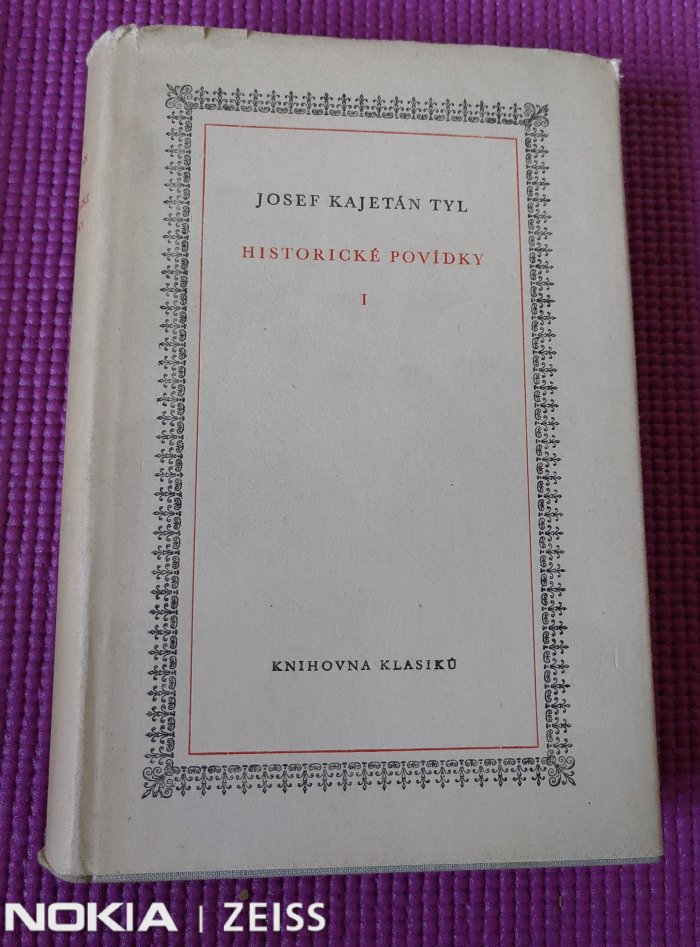 JOSEF KAJETÁN TYL
HISTORICKÉ POVÍDKY
I
KNIHOVNA KLASIKŮ
NOKIA | ZEISS